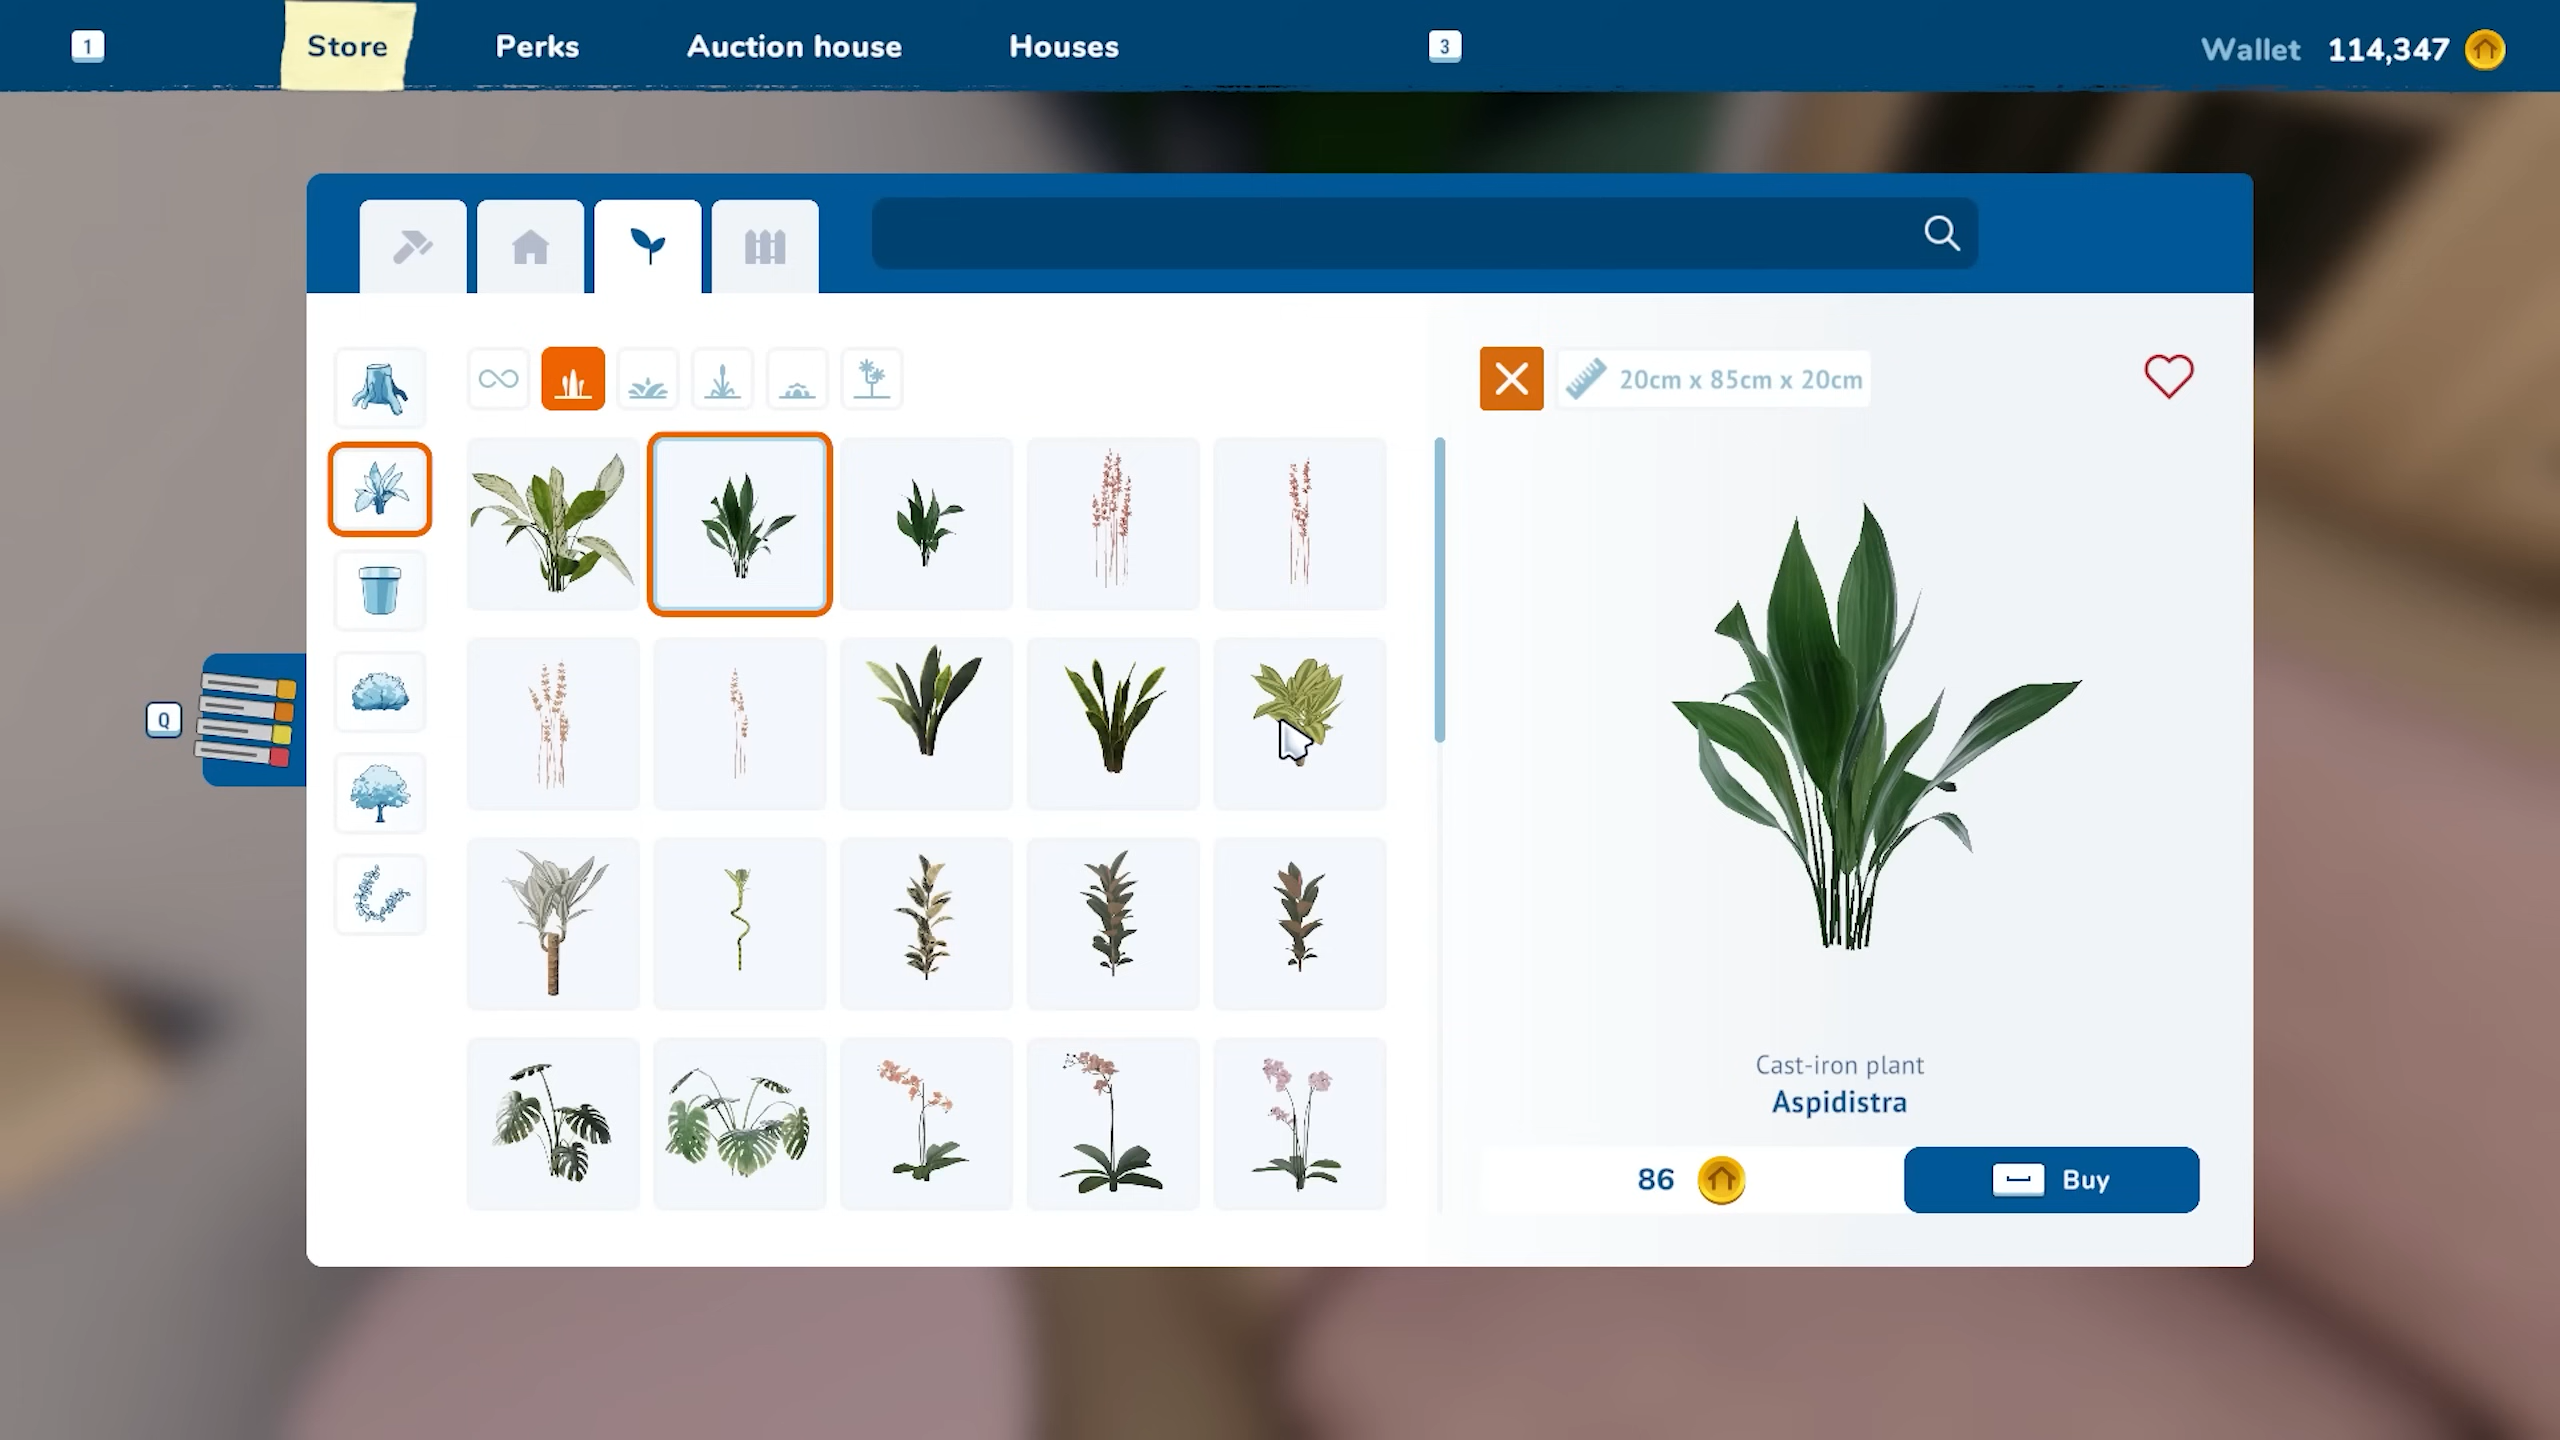 1
Store
Perks
Auction house
Houses
3
Wallet 114,347
20cm x 85cm x 20cm
Q
Cast-iron plant
Aspidistra
86
Buy